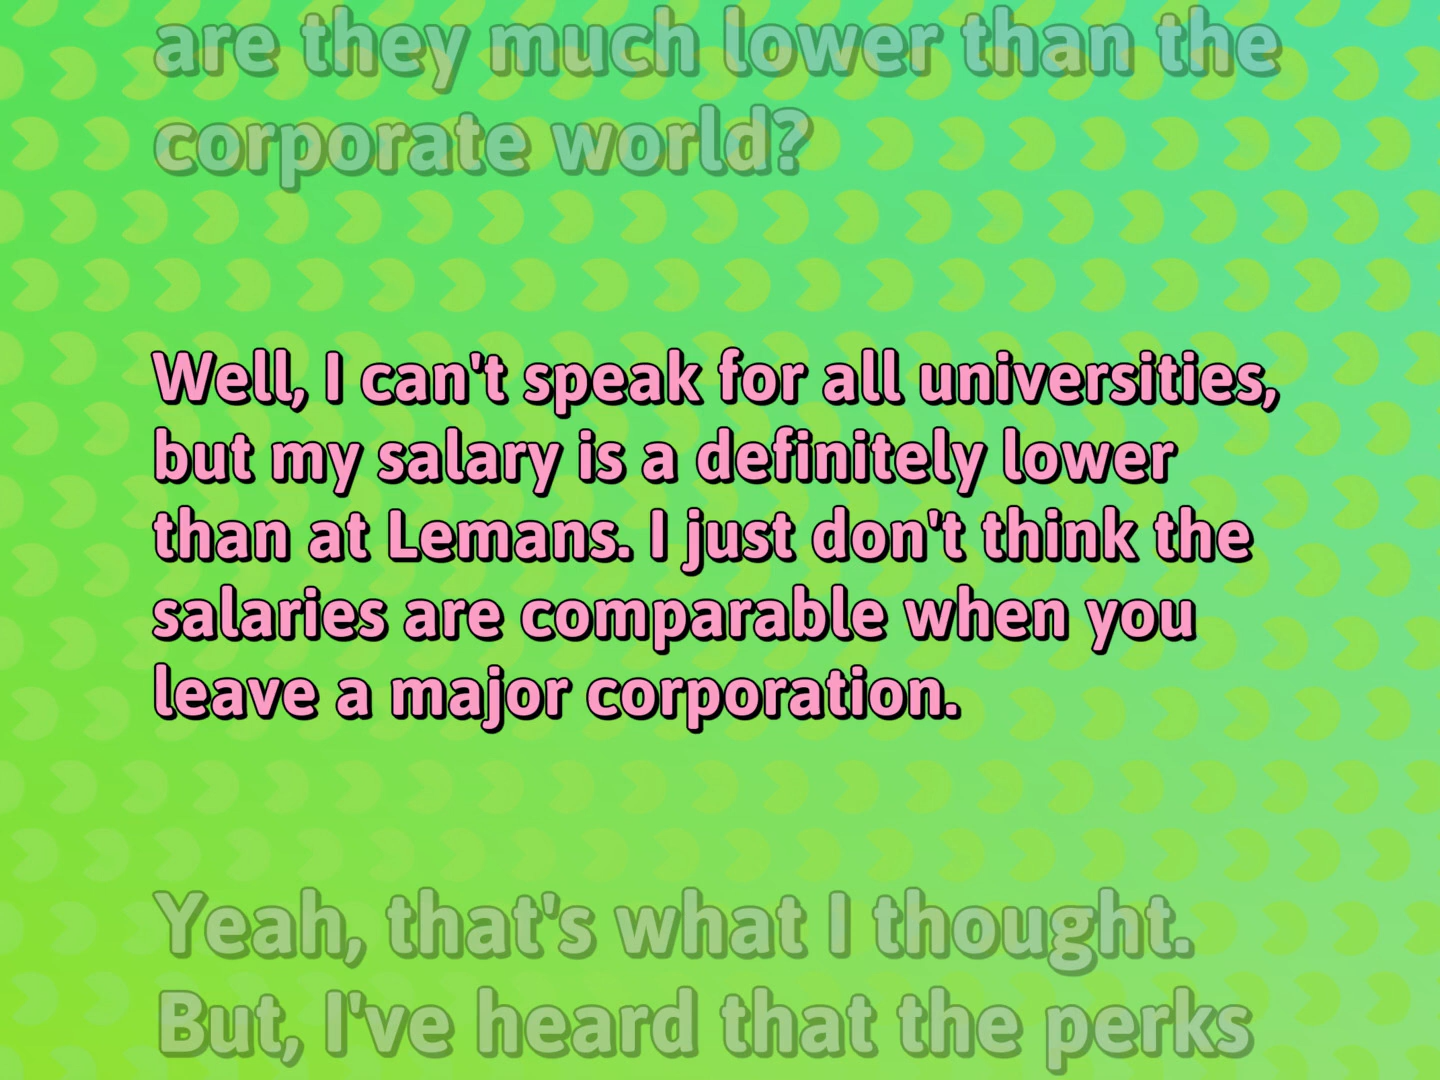 are they much lower than the
corporate world?
Well, I can't speak for all universities,
but my salary is a definitely lower
than at Lemans. I just don't think the
salaries are comparable when you
leave a major corporation.
Yeah, that's what I thought.
But, I've heard that the perks